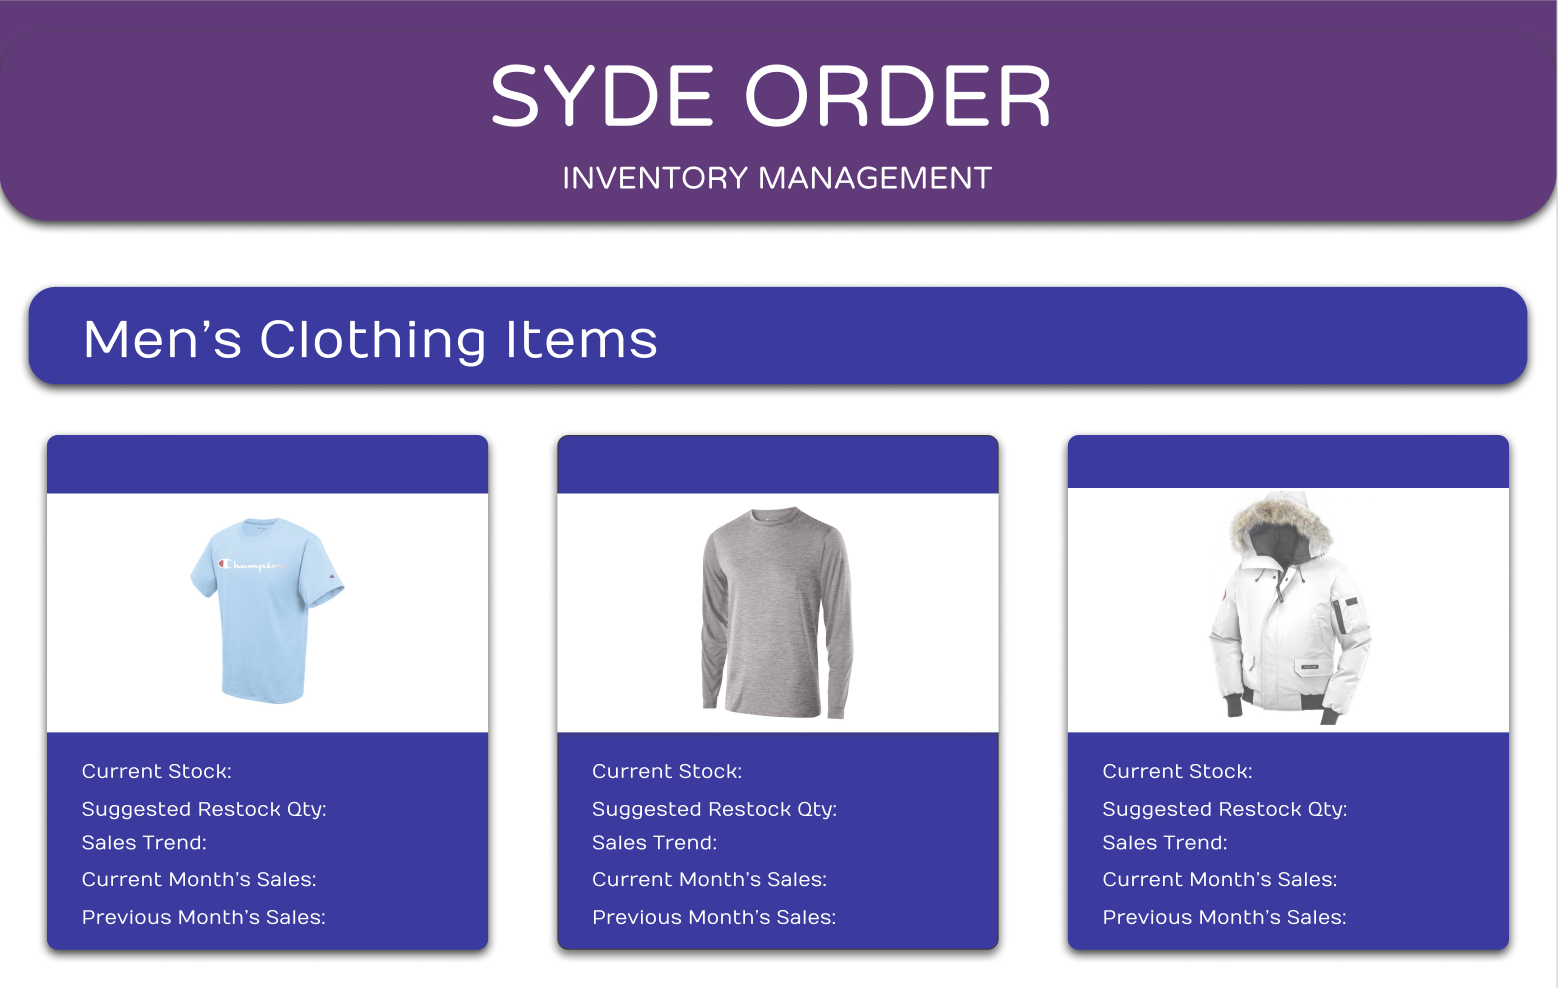 SYDE ORDER
INVENTORY MANAGEMENT
Men's Clothing Items
Champion
Current Stock:
Suggested Restock Qty:
Sales Trend:
Current Month's Sales:
Previous Month's Sales:
Current Stock:
Suggested Restock Qty:
Sales Trend:
Current Month's Sales:
Previous Month's Sales:
Current Stock:
Suggested Restock Qty:
Sales Trend:
Current Month's Sales:
Previous Month's Sales: